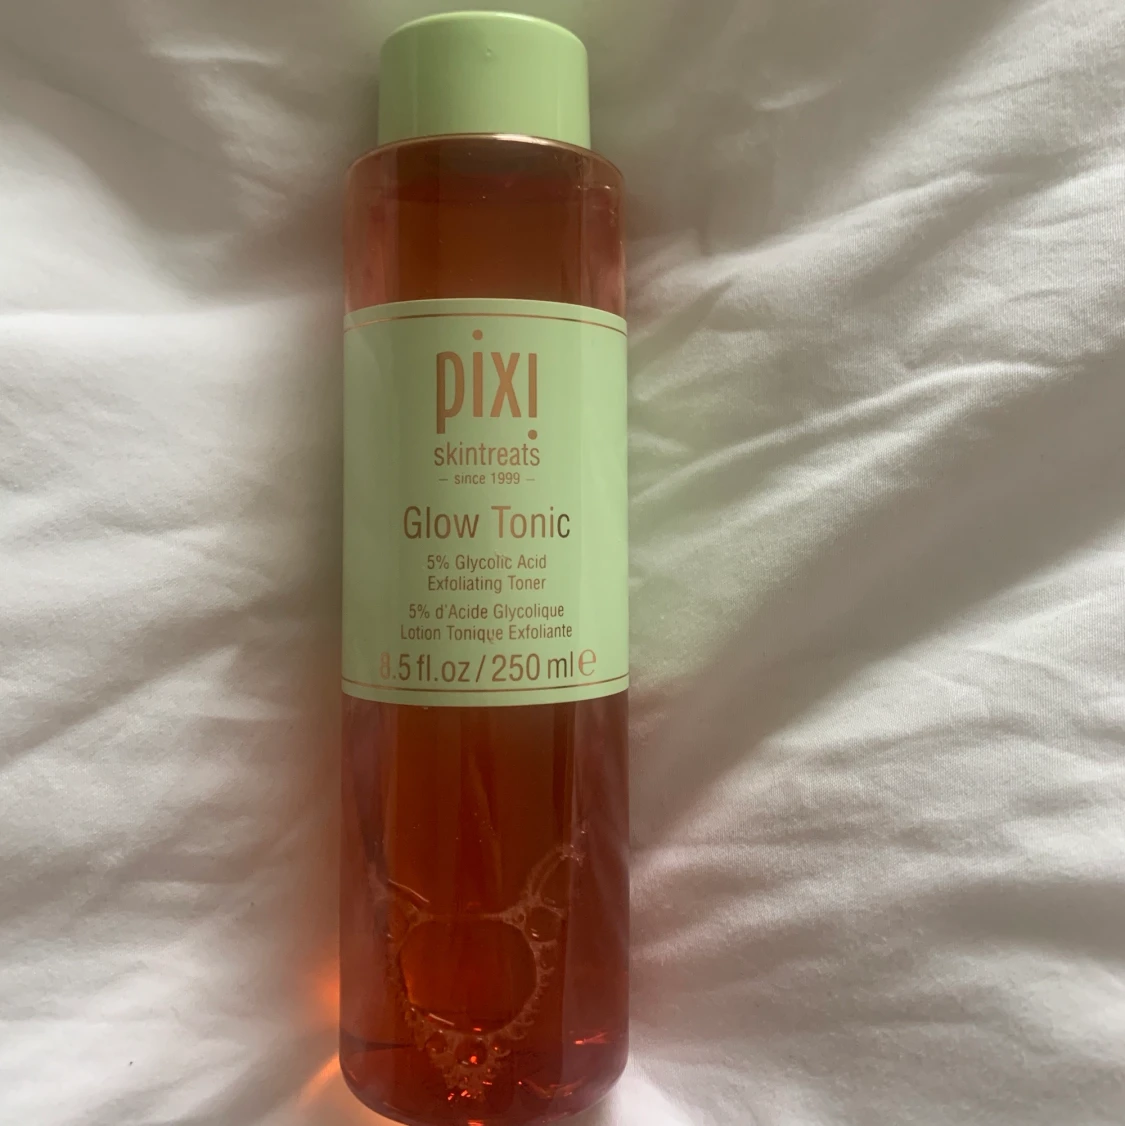 pixi
skintreats
– since 1999 –
Glow Tonic
5% Glycolic Acid
Exfoliating Toner
5% d'Acide Glycolique
Lotion Tonique Exfoliante
8.5 fl.oz / 250 ml e